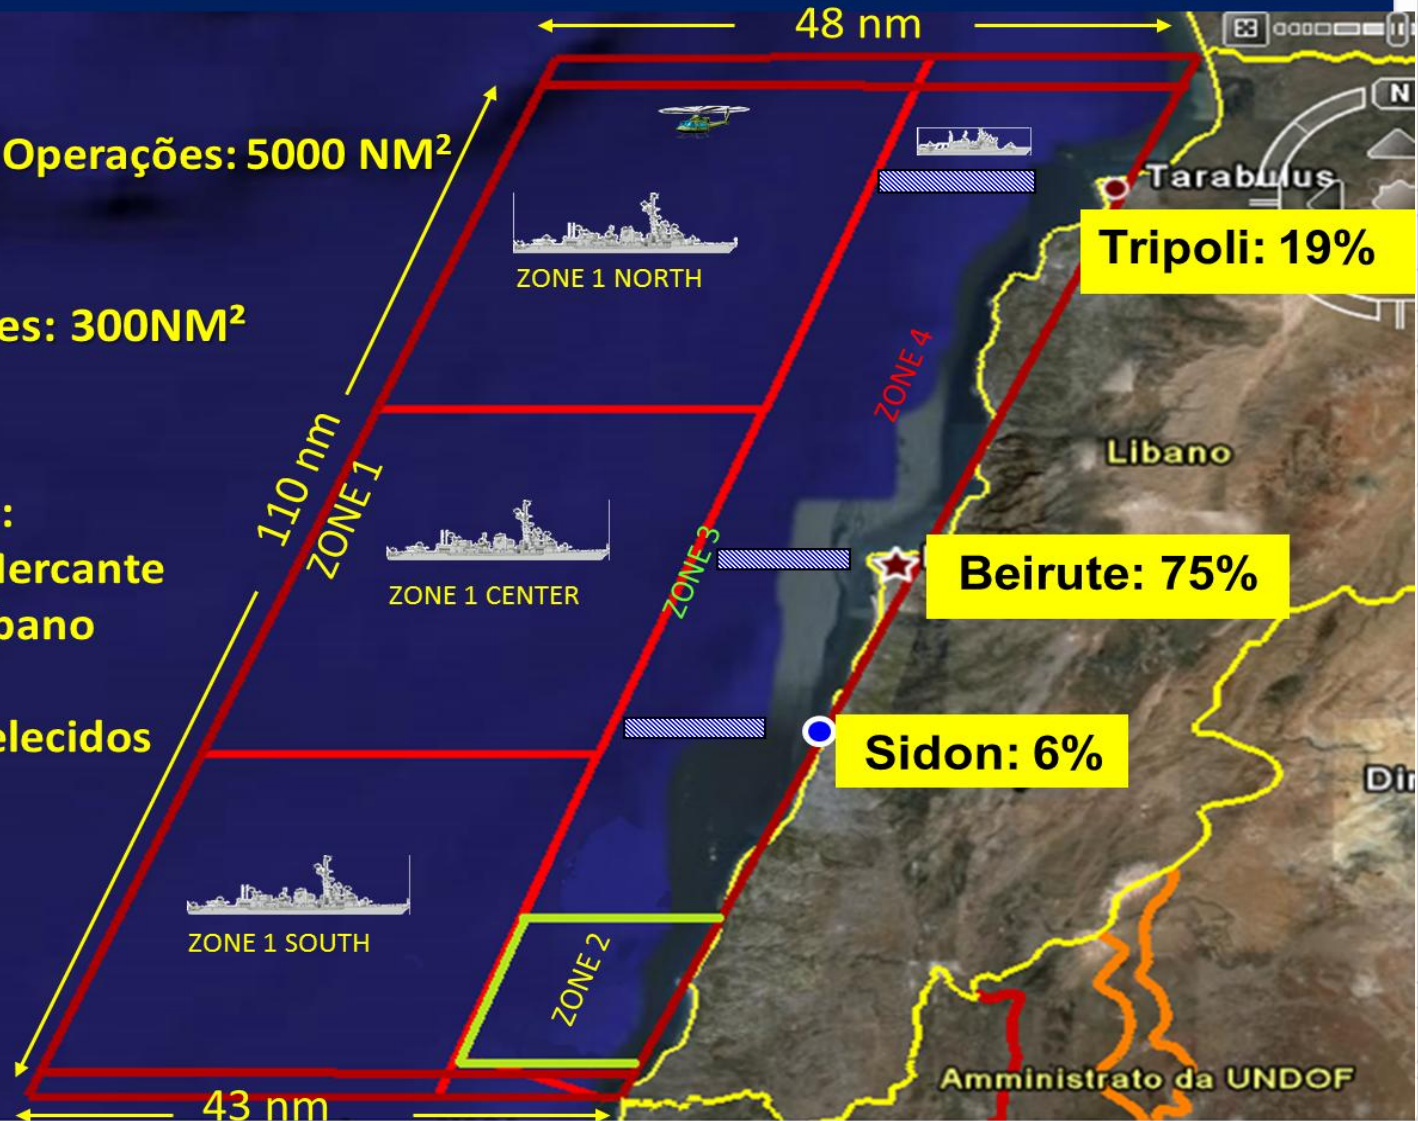 48 nm
N
Operações: 5000 NM²
Tarabulus
Tripoli: 19%
ZONE 1 NORTH
es: 300NM²
ZONE 4
110 nm
ZONE 1
Libano
:
bano
ZONE 3
Beirute: 75%
ZONE 1 CENTER
elecidos
Sidon: 6%
Dir
ZONE 1 SOUTH
ZONE 2
Amministrato da UNDOF
43 nm